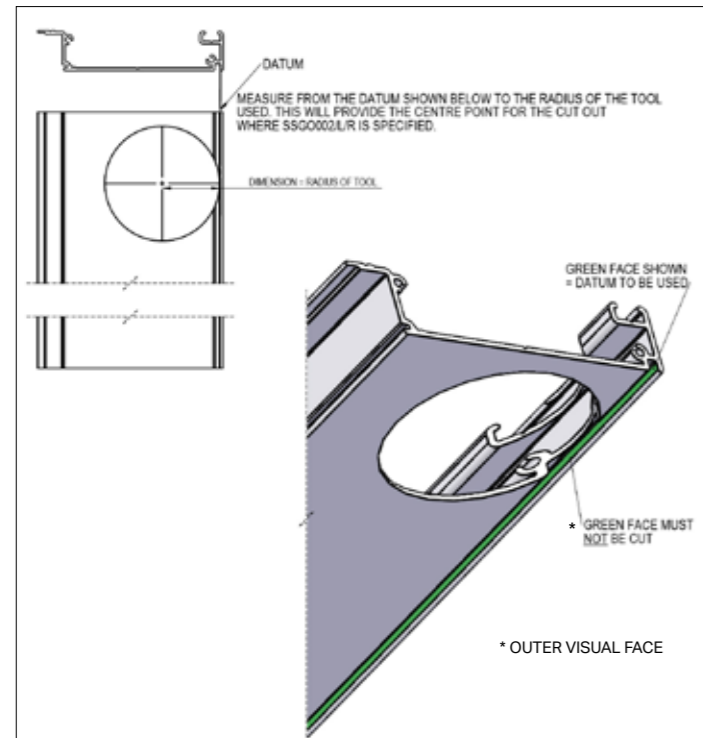 DATUM
MEASURE FROM THE DATUM SHOWN BELOW TO THE RADIUS OF THE TOOL
USED. THIS WILL PROVIDE THE CENTRE POINT FOR THE CUT OUT
WHERE SSGO002/L/R IS SPECIFIED.
DIMENSION = RADIUS OF TOOL
GREEN FACE SHOWN
= DATUM TO BE USED
* GREEN FACE MUST
NOT BE CUT
* OUTER VISUAL FACE